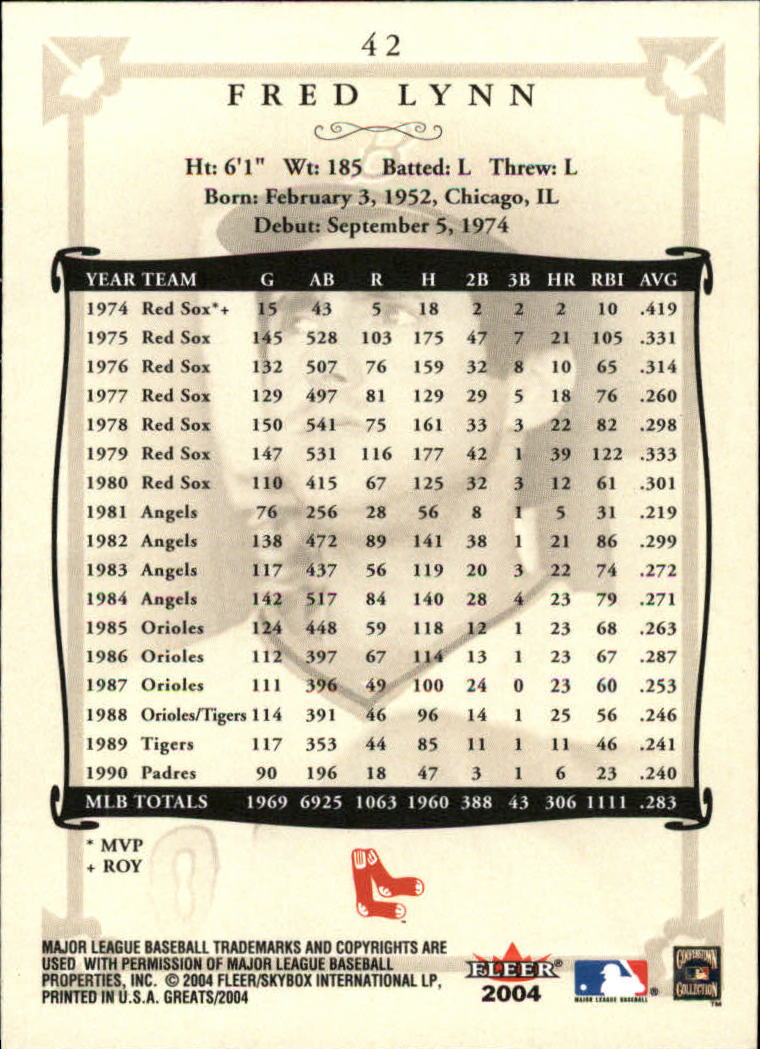 42
FRED LYNN
Ht: 6'1" Wt: 185 Batted: L Threw: L
Born: February 3, 1952, Chicago, IL
Debut: September 5, 1974
YEAR TEAM G AB R H 2B 3B HR RBI AVG
1974 Red Sox*+ 15 43 5 18 2 2 2 10 .419
1975 Red Sox 145 528 103 175 47 7 21 105 .331
1976 Red Sox 132 507 76 159 32 8 10 65 .314
1977 Red Sox 129 497 81 129 29 5 18 76 .260
1978 Red Sox 150 541 75 161 33 3 22 82 .298
1979 Red Sox 147 531 116 177 42 1 39 122 .333
1980 Red Sox 110 415 67 125 32 3 12 61 .301
1981 Angels 76 256 28 56 8 1 5 31 .219
1982 Angels 138 472 89 141 38 1 21 86 .299
1983 Angels 117 437 56 119 20 3 22 74 .272
1984 Angels 142 517 84 140 28 4 23 79 .271
1985 Orioles 124 448 59 118 12 1 23 68 .263
1986 Orioles 112 397 67 114 13 1 23 67 .287
1987 Orioles 111 396 49 100 24 0 23 60 .253
1988 Orioles/Tigers 114 391 46 96 14 1 25 56 .246
1989 Tigers 117 353 44 85 11 1 11 46 .241
1990 Padres 90 196 18 47 3 1 6 23 .240
MLB TOTALS 1969 6925 1063 1960 388 43 306 1111 .283
* MVP
+ ROY
MAJOR LEAGUE BASEBALL TRADEMARKS AND COPYRIGHTS ARE
USED WITH PERMISSION OF MAJOR LEAGUE BASEBALL
PROPERTIES, INC. © 2004 FLEER/SKYBOX INTERNATIONAL LP,
PRINTED IN U.S.A. GREATS/2004
FLEER®
2004
MAJOR LEAGUE BASEBALL ®
COOPERSTOWN
COLLECTION
TM